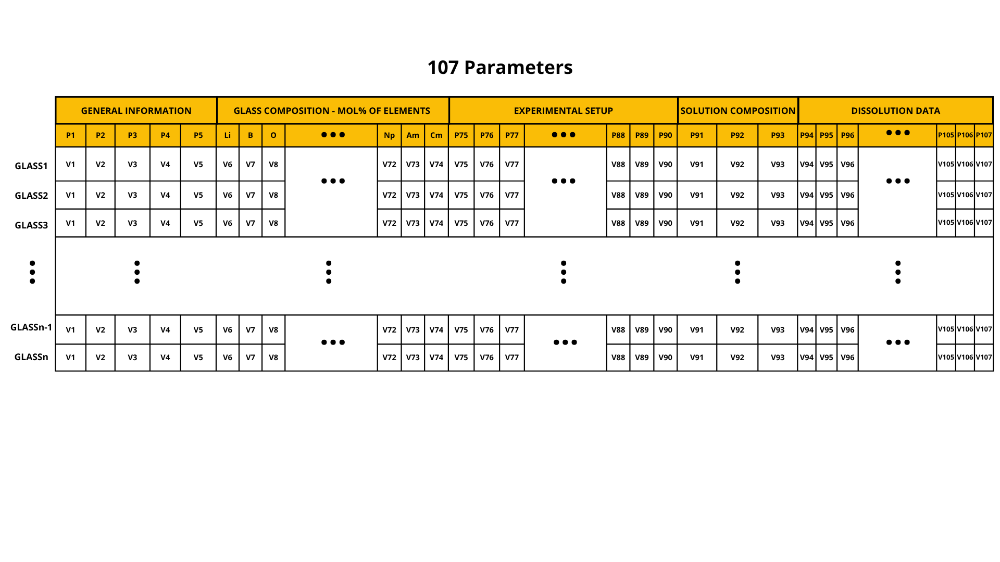 107 Parameters
GENERAL INFORMATION GLASS COMPOSITION - MOL% OF ELEMENTS EXPERIMENTAL SETUP SOLUTION COMPOSITION DISSOLUTION DATA
P1 P2 P3 P4 P5 Li B O ••• Np Am Cm P75 P76 P77 ••• P88 P89 P90 P91 P92 P93 P94 P95 P96 ••• P105 P106 P107
GLASS1 V1 V2 V3 V4 V5 V6 V7 V8 ••• V72 V73 V74 V75 V76 V77 ••• V88 V89 V90 V91 V92 V93 V94 V95 V96 ••• V105 V106 V107
GLASS2 V1 V2 V3 V4 V5 V6 V7 V8 V72 V73 V74 V75 V76 V77 V88 V89 V90 V91 V92 V93 V94 V95 V96 V105 V106 V107
GLASS3 V1 V2 V3 V4 V5 V6 V7 V8 V72 V73 V74 V75 V76 V77 V88 V89 V90 V91 V92 V93 V94 V95 V96 V105 V106 V107
GLASSn-1 V1 V2 V3 V4 V5 V6 V7 V8 ••• V72 V73 V74 V75 V76 V77 ••• V88 V89 V90 V91 V92 V93 V94 V95 V96 ••• V105 V106 V107
GLASSn V1 V2 V3 V4 V5 V6 V7 V8 V72 V73 V74 V75 V76 V77 V88 V89 V90 V91 V92 V93 V94 V95 V96 V105 V106 V107